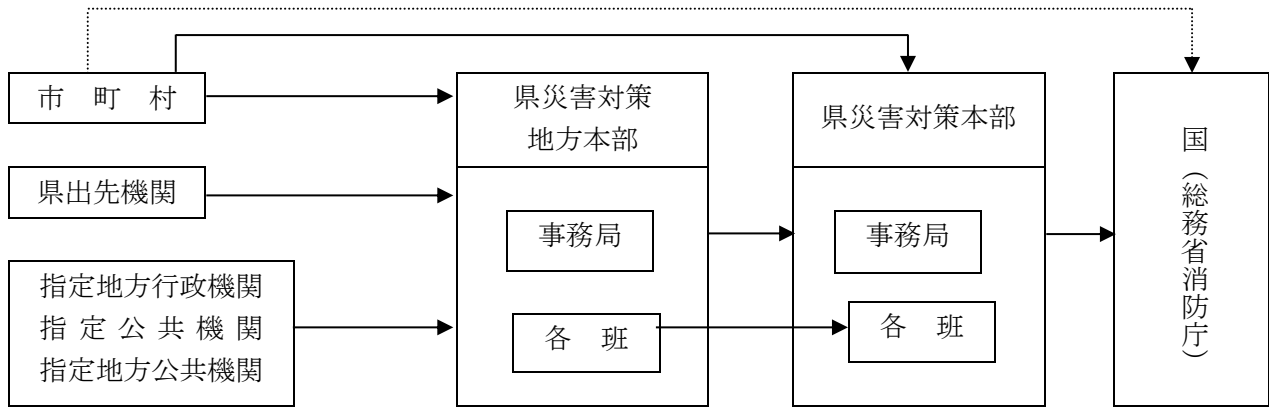 市　町　村
県出先機関
指定地方行政機関
指 定 公 共 機 関
指定地方公共機関
県災害対策
地方本部
事務局
各　班
県災害対策本部
事務局
各　班
国（総務省消防庁）